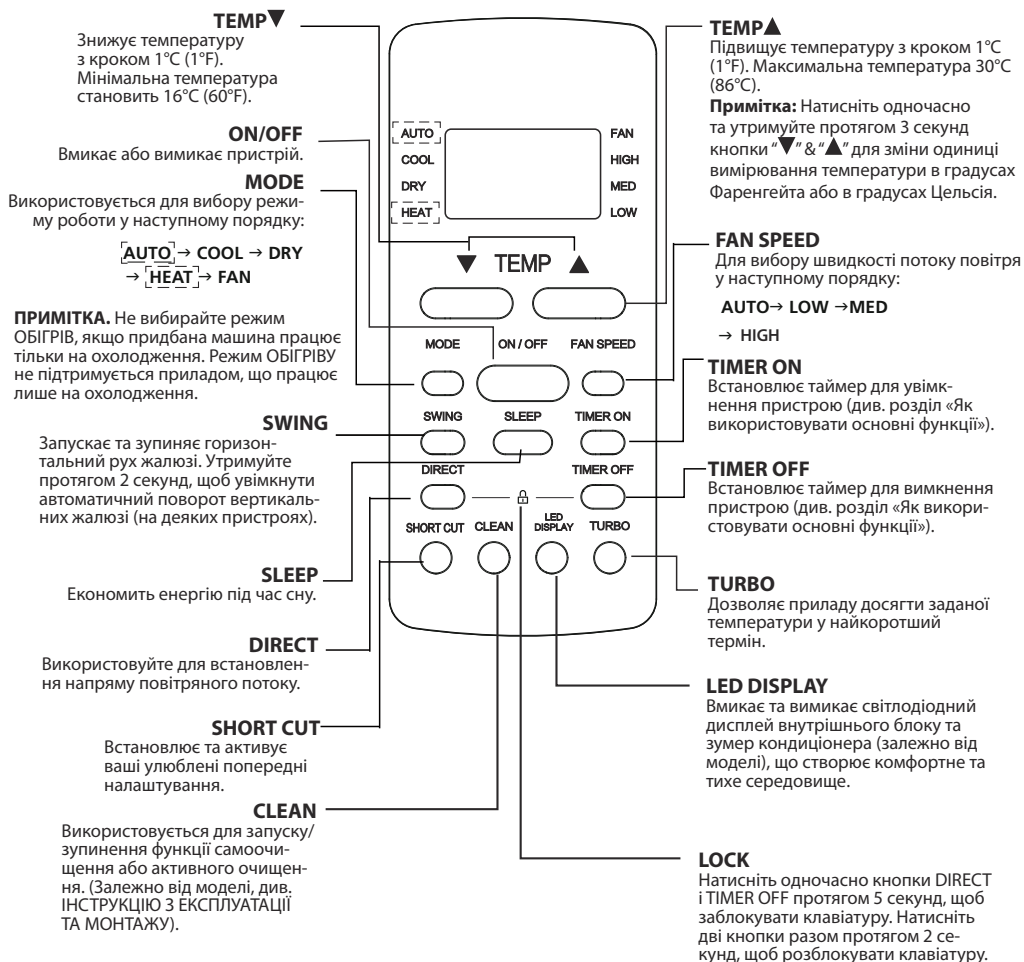 TEMP▼
Знижує температуру
з кроком 1°C (1°F).
Мінімальна температура
становить 16°C (60°F).
ON/OFF
Вмикає або вимикає пристрій.
MODE
Використовується для вибору режи-
му роботи у наступному порядку:
AUTO → COOL → DRY
→ HEAT → FAN
ПРИМІТКА. Не вибирайте режим
ОБІГРІВ, якщо придбана машина працює
тільки на охолодження. Режим ОБІГРІВУ
не підтримується приладом, що працює
лише на охолодження.
SWING
Запускає та зупиняє горизон-
тальний рух жалюзі. Утримуйте
протягом 2 секунд, щоб увімкнути
автоматичний поворот вертикаль-
них жалюзі (на деяких пристроях).
SLEEP
Економить енергію під час сну.
DIRECT
Використовуйте для встановлен-
ня напряму повітряного потоку.
SHORT CUT
Встановлює та активує
ваші улюблені попередні
налаштування.
CLEAN
Використовується для запуску/
зупинення функції самоочи-
щення або активного очищен-
ня. (Залежно від моделі, див.
ІНСТРУКЦІЮ З ЕКСПЛУАТАЦІЇ
ТА МОНТАЖУ).
AUTO
COOL
DRY
HEAT
FAN
HIGH
MED
LOW
▼ TEMP ▲
MODE ON / OFF FAN SPEED
SWING SLEEP TIMER ON
DIRECT TIMER OFF
SHORT CUT CLEAN LED DISPLAY TURBO
TEMP▲
Підвищує температуру з кроком 1°C
(1°F). Максимальна температура 30°C
(86°C).
Примітка: Натисніть одночасно
та утримуйте протягом 3 секунд
кнопки “▼” & “▲” для зміни одиниці
вимірювання температури в градусах
Фаренгейта або в градусах Цельсія.
FAN SPEED
Для вибору швидкості потоку повітря
у наступному порядку:
AUTO→ LOW →MED
→ HIGH
TIMER ON
Встановлює таймер для увімк-
нення пристрою (див. розділ «Як
використовувати основні функції»).
TIMER OFF
Встановлює таймер для вимкнення
пристрою (див. розділ «Як викори-
стовувати основні функції»).
TURBO
Дозволяє приладу досягти заданої
температури у найкоротший
термін.
LED DISPLAY
Вмикає та вимикає світлодіодний
дисплей внутрішнього блоку та
зумер кондиціонера (залежно від
моделі), що створює комфортне та
тихе середовище.
LOCK
Натисніть одночасно кнопки DIRECT
і TIMER OFF протягом 5 секунд, щоб
заблокувати клавіатуру. Натисніть
дві кнопки разом протягом 2 се-
кунд, щоб розблокувати клавіатуру.